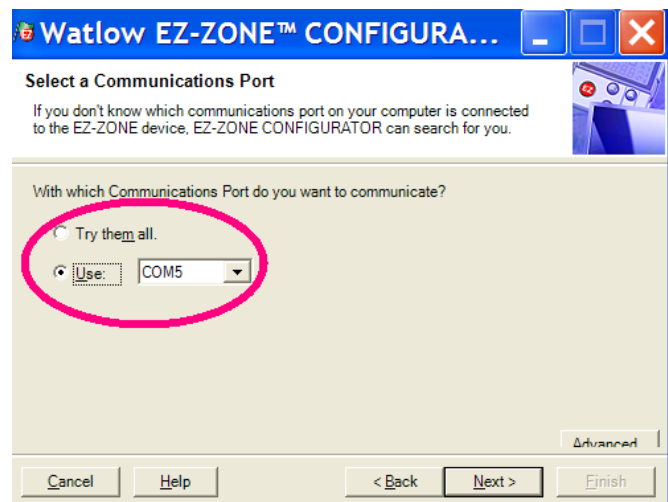 Watlow EZ-ZONE™ CONFIGURA...
Select a Communications Port
If you don't know which communications port on your computer is connected
to the EZ-ZONE device, EZ-ZONE CONFIGURATOR can search for you.
EZ
With which Communications Port do you want to communicate?
Try them all.
Use: COM5
Advanced
Cancel Help < Back Next > Finish